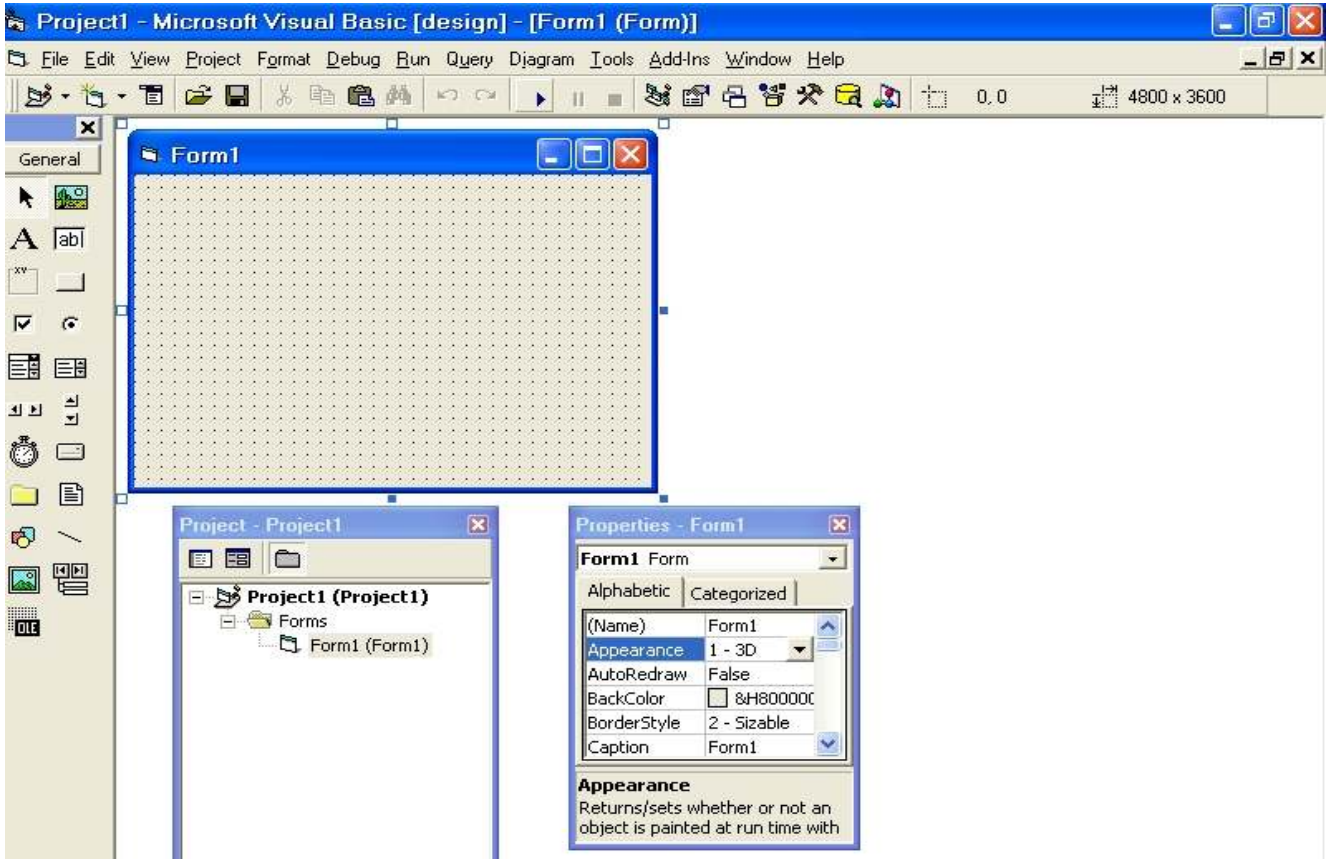 Project1 - Microsoft Visual Basic [design] - [Form1 (Form)]
File Edit View Project Format Debug Run Query Diagram Tools Add-Ins Window Help
0, 0 4800 x 3600
General
Form1
A ab|
XY
OLE
Project - Project1
Project1 (Project1)
Forms
Form1 (Form1)
Properties - Form1
Form1 Form
Alphabetic Categorized
(Name) Form1
Appearance 1 - 3D
AutoRedraw False
BackColor &H800000
BorderStyle 2 - Sizable
Caption Form1
Appearance
Returns/sets whether or not an
object is painted at run time with